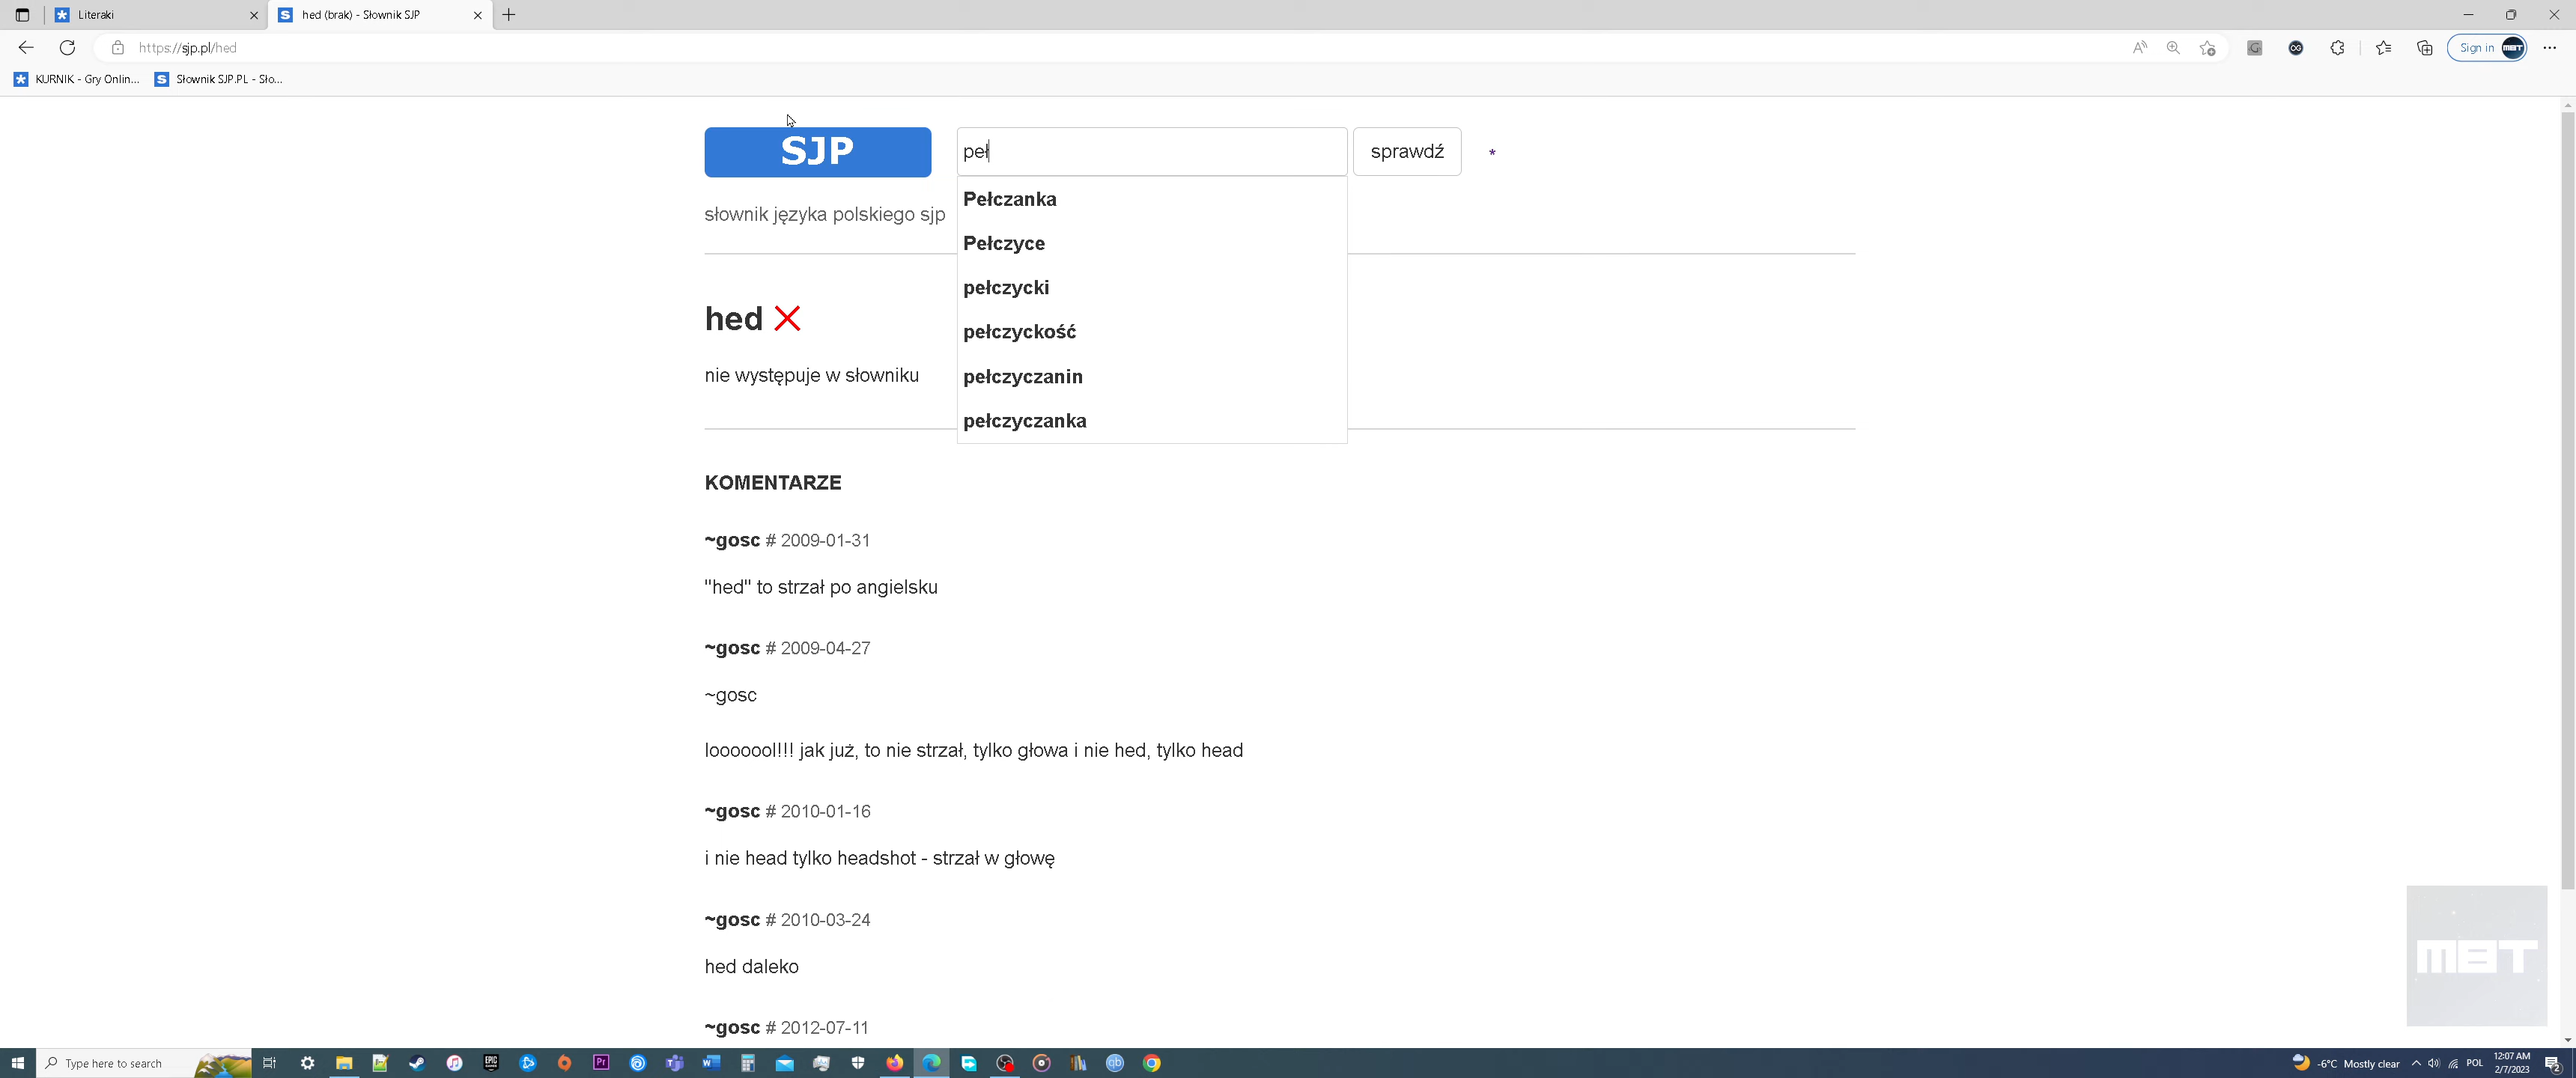 Literaki
hed (brak) - Słownik SJP
https://sjp.pl/hed
Sign in
KURNIK - Gry Onlin...
Słownik SJP.PL - Sło...
SJP
peł
sprawdź
*
słownik języka polskiego sjp
Pełczanka
Pełczyce
pełczycki
pełczyckość
pełczyczanin
pełczyczanka
hed
nie występuje w słowniku
KOMENTARZE
~gosc # 2009-01-31
"hed" to strzał po angielsku
~gosc # 2009-04-27
~gosc
looooool!!! jak już, to nie strzał, tylko głowa i nie hed, tylko head
~gosc # 2010-01-16
i nie head tylko headshot - strzał w głowę
~gosc # 2010-03-24
hed daleko
~gosc # 2012-07-11
MBT
Type here to search
-6°C Mostly clear
POL
12:07 AM
2/7/2023